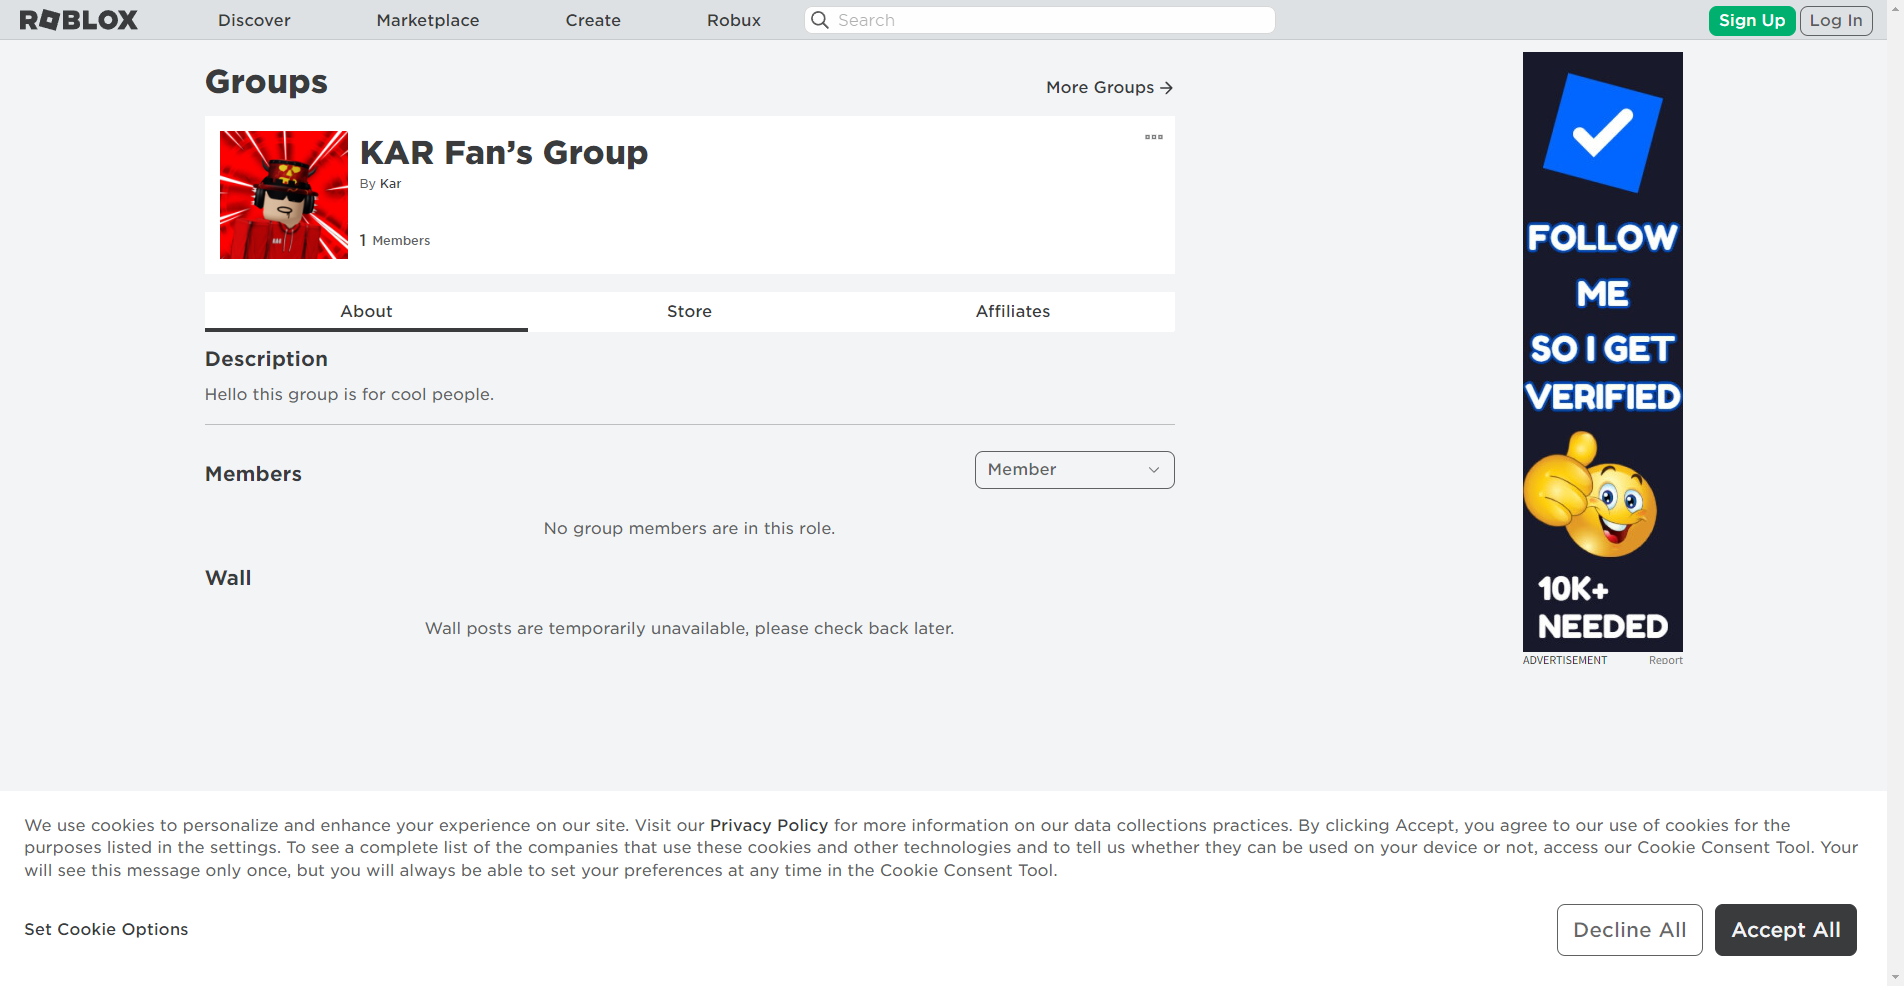 ROBLOX
Discover
Marketplace
Create
Robux
Search
Sign Up
Log In
Groups
More Groups →
KAR Fan's Group
By Kar
1 Members
About
Store
Affiliates
Description
Hello this group is for cool people.
Members
Member
No group members are in this role.
Wall
Wall posts are temporarily unavailable, please check back later.
FOLLOW
ME
SO I GET
VERIFIED
10K+
NEEDED
ADVERTISEMENT
Report
We use cookies to personalize and enhance your experience on our site. Visit our Privacy Policy for more information on our data collections practices. By clicking Accept, you agree to our use of cookies for the
purposes listed in the settings. To see a complete list of the companies that use these cookies and other technologies and to tell us whether they can be used on your device or not, access our Cookie Consent Tool. Your
will see this message only once, but you will always be able to set your preferences at any time in the Cookie Consent Tool.
Set Cookie Options
Decline All
Accept All